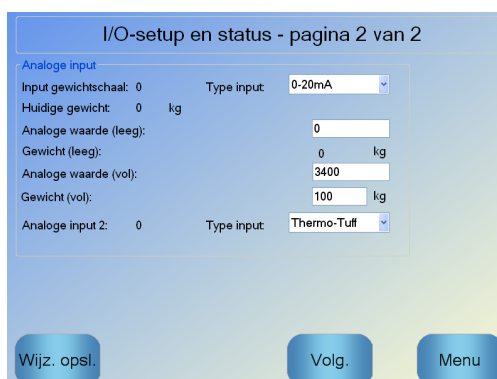 I/O-setup en status - pagina 2 van 2
Analoge input
Input gewichtschaal: 0 Type input: 0-20mA
Huidige gewicht: 0 kg
Analoge waarde (leeg): 0
Gewicht (leeg): 0 kg
Analoge waarde (vol): 3400
Gewicht (vol): 100 kg
Analoge input 2: 0 Type input: Thermo-Tuff
Wijz. opsl. Volg. Menu